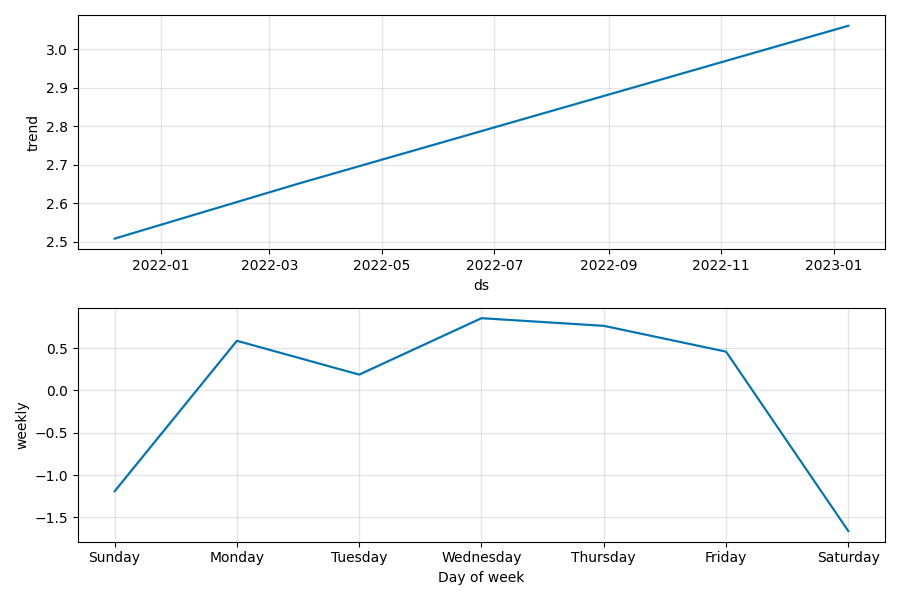 3.0
2.9
2.8
2.7
2.6
2.5
trend
2022-01 2022-03 2022-05 2022-07 2022-09 2022-11 2023-01
ds
0.5
0.0
−0.5
−1.0
−1.5
weekly
Sunday Monday Tuesday Wednesday Thursday Friday Saturday
Day of week